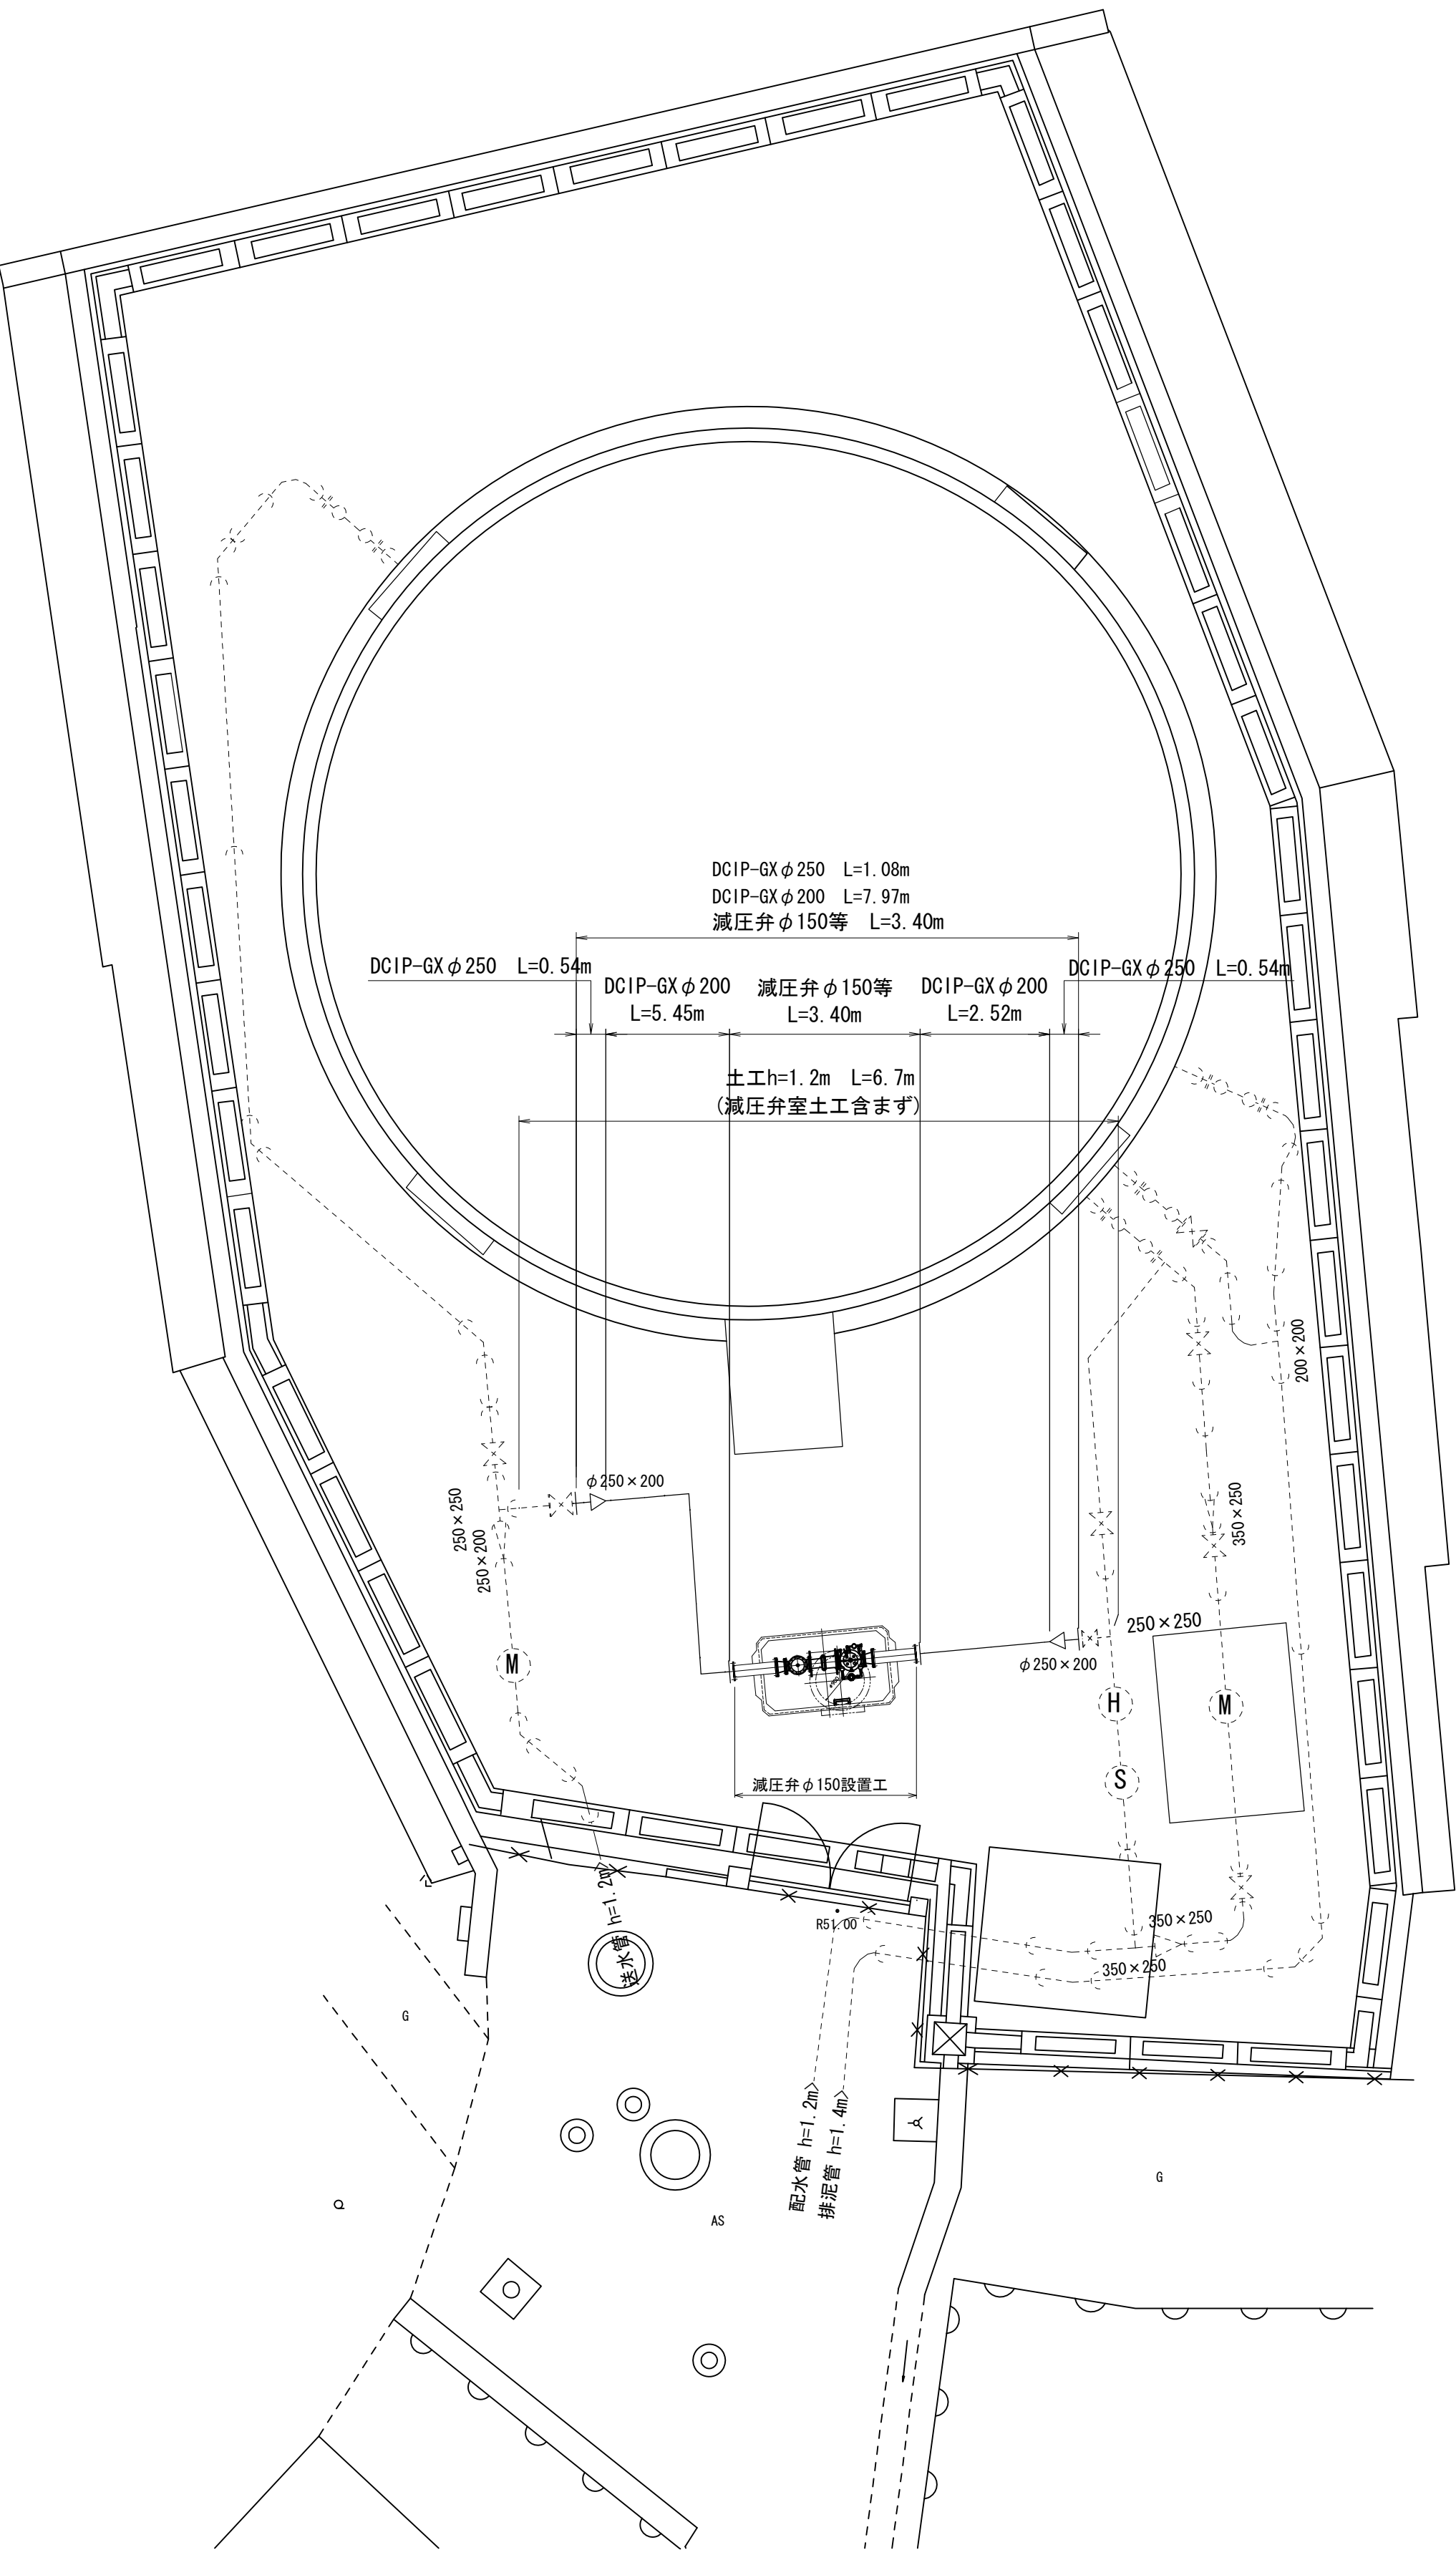 DCIP-GXφ250　L=1.08m
DCIP-GXφ200　L=7.97m
減圧弁φ150等　L=3.40m
DCIP-GXφ250　L=0.54m
DCIP-GXφ250　L=0.54m
DCIP-GXφ200
L=5.45m
減圧弁φ150等
L=3.40m
DCIP-GXφ200
L=2.52m
土工h=1.2m　L=6.7m
(減圧弁室土工含まず)
200×200
φ250×200
250×250
250×200
350×250
250×250
φ250×200
M
H
M
S
減圧弁φ150設置工
送水管 h=1.2m
R51.00
350×250
350×250
G
配水管 h=1.2m
排泥管 h=1.4m
G
AS